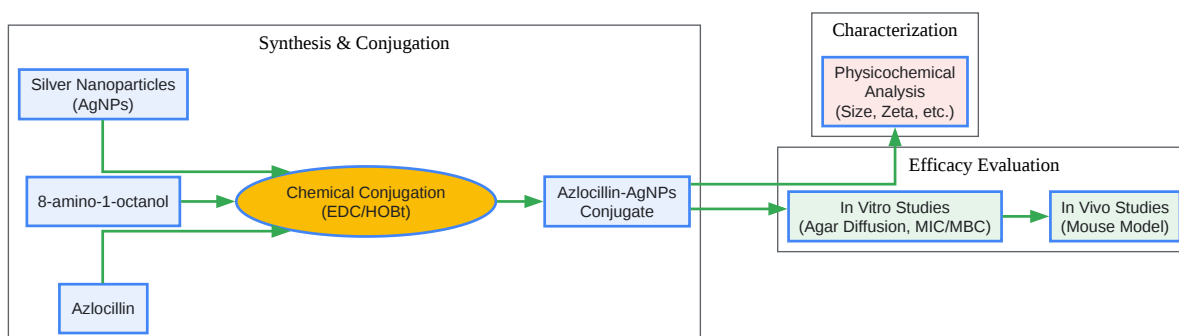 Synthesis & Conjugation
Silver Nanoparticles
(AgNPs)
8-amino-1-octanol
Azlocillin
Chemical Conjugation
(EDC/HOBt)
Azlocillin-AgNPs
Conjugate
Characterization
Physicochemical
Analysis
(Size, Zeta, etc.)
Efficacy Evaluation
In Vitro Studies
(Agar Diffusion, MIC/MBC)
In Vivo Studies
(Mouse Model)